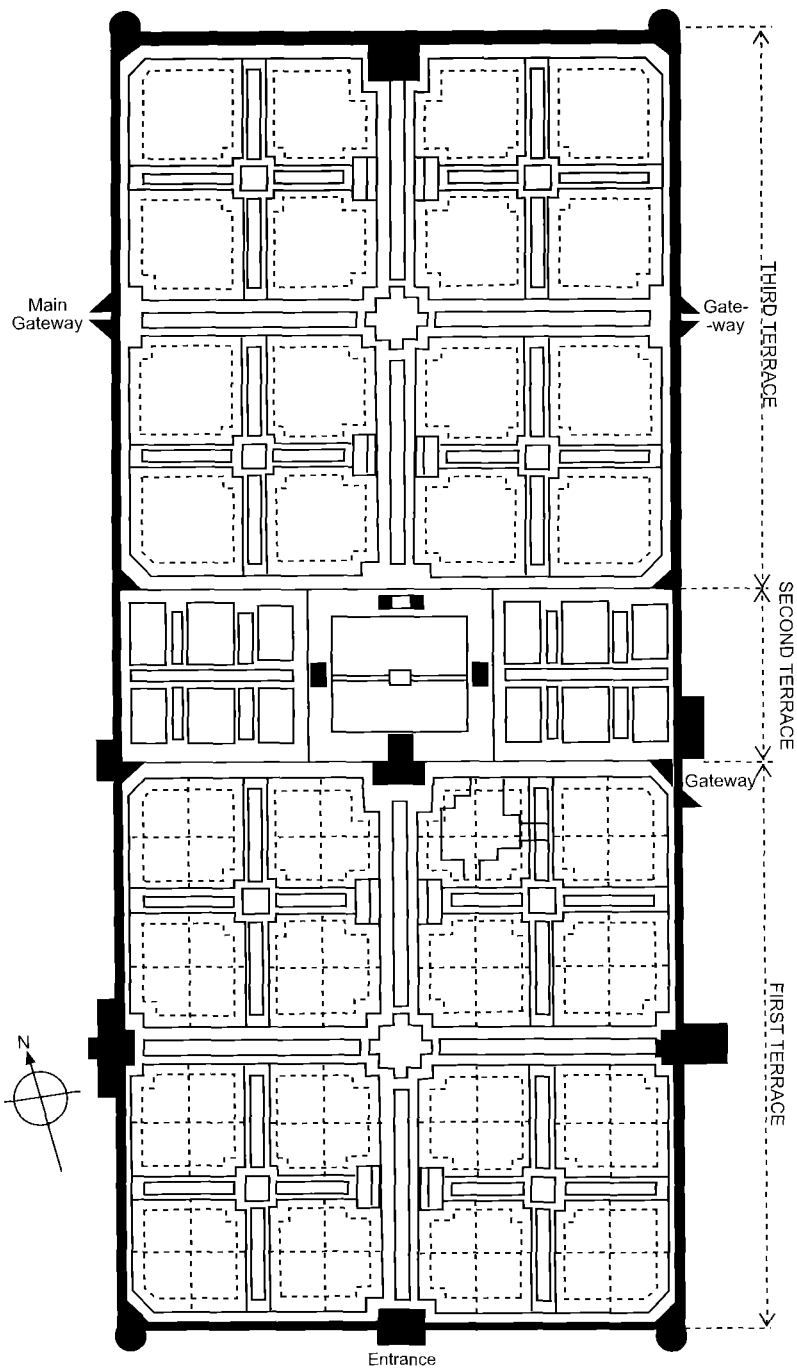 Main
Gateway
Gate-
-way
THIRD TERRACE
SECOND TERRACE
Gateway
FIRST TERRACE
N
Entrance